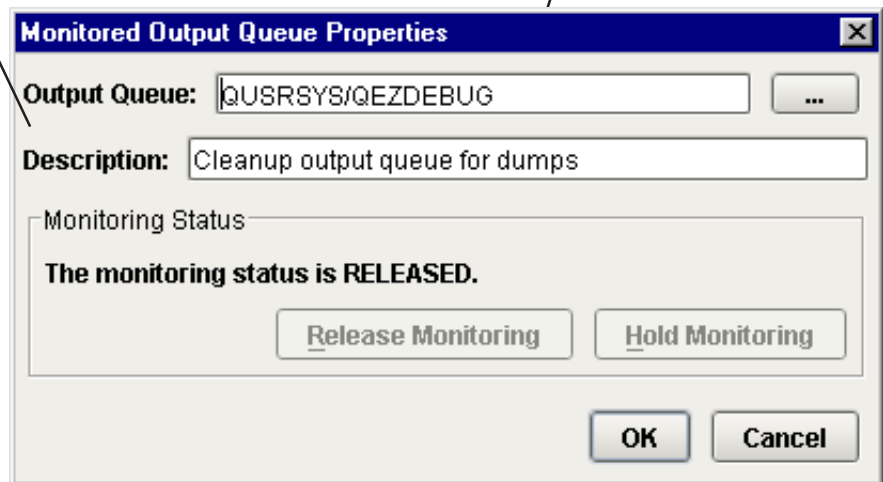 Monitored Output Queue Properties
Output Queue: QUSRSYS/QEZDEBUG ...
Description: Cleanup output queue for dumps
Monitoring Status
The monitoring status is RELEASED.
Release Monitoring Hold Monitoring
OK Cancel